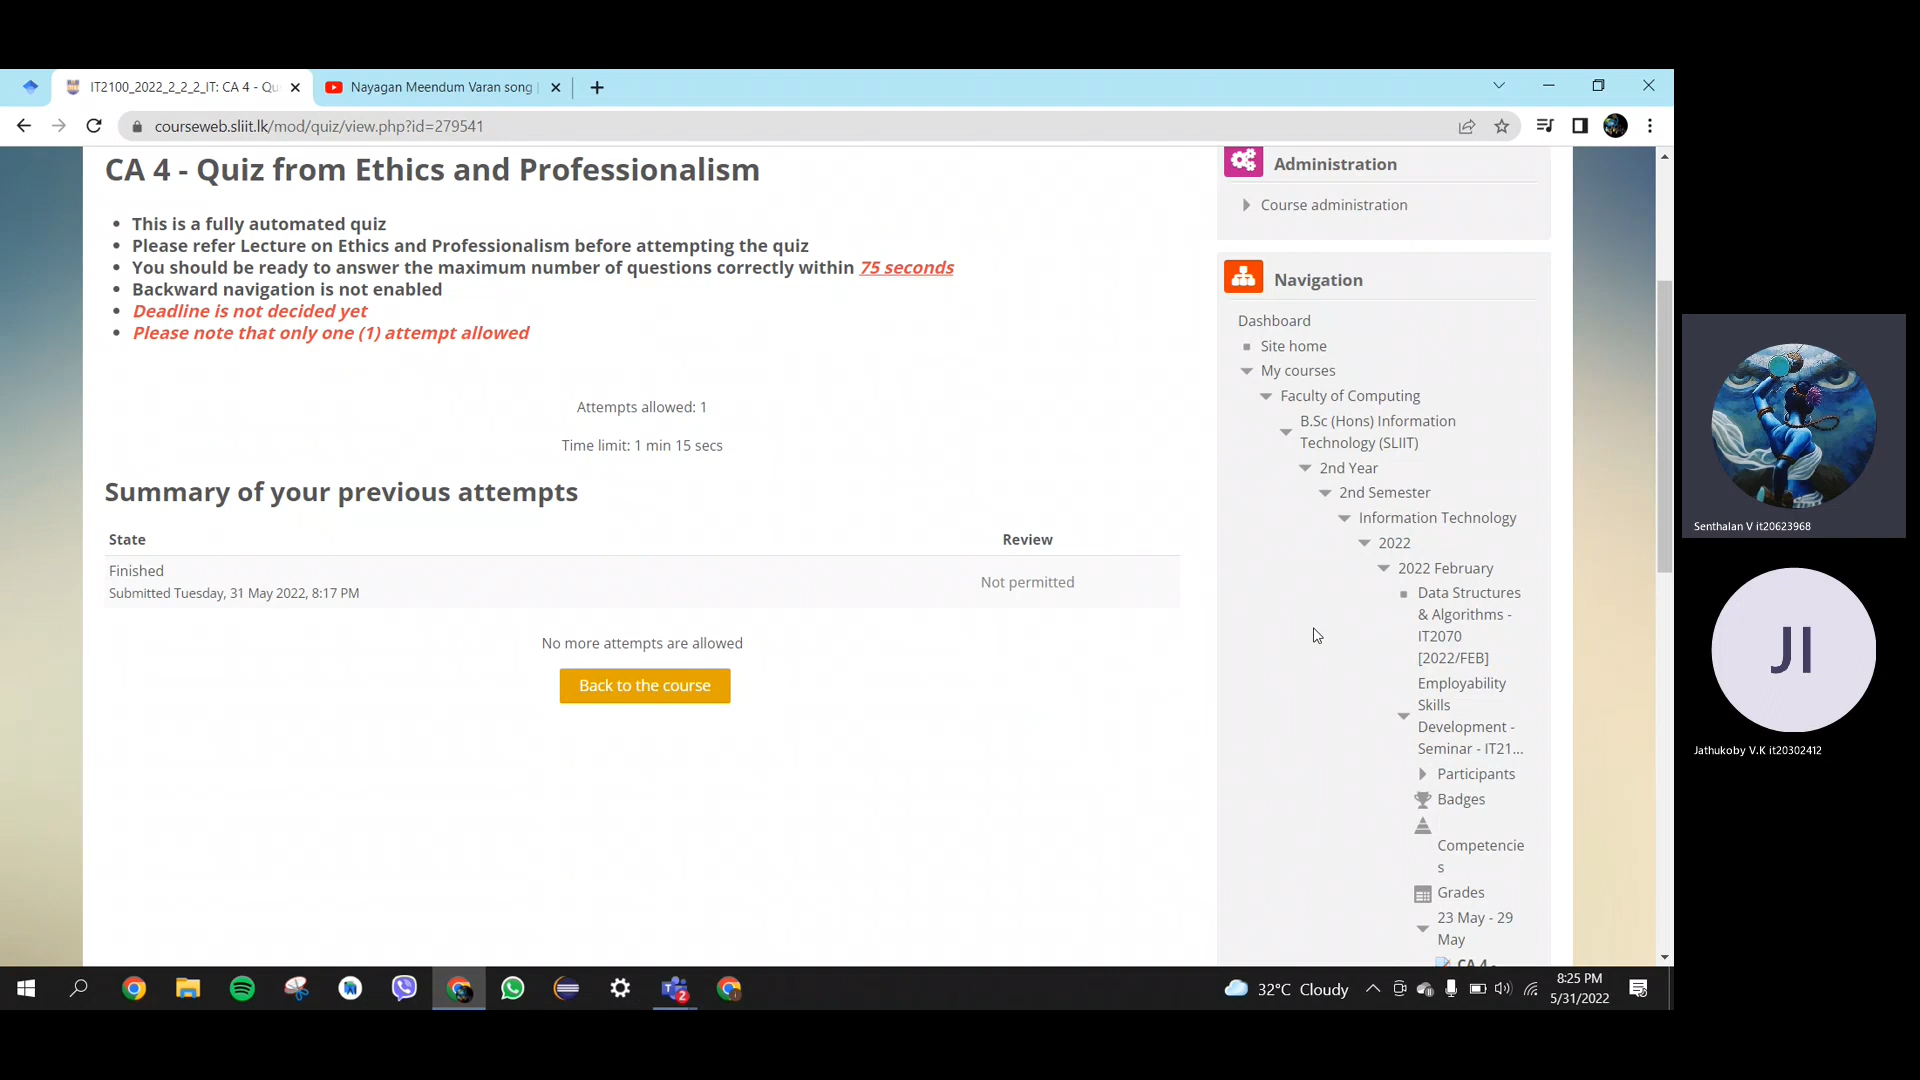 IT2100_2022_2_2_2_IT: CA 4 - Qu
Nayagan Meendum Varan song
courseweb.sliit.lk/mod/quiz/view.php?id=279541
CA 4 - Quiz from Ethics and Professionalism
This is a fully automated quiz
Please refer Lecture on Ethics and Professionalism before attempting the quiz
You should be ready to answer the maximum number of questions correctly within 75 seconds
Backward navigation is not enabled
Deadline is not decided yet
Please note that only one (1) attempt allowed
Attempts allowed: 1
Time limit: 1 min 15 secs
Summary of your previous attempts
State Review
Finished
Submitted Tuesday, 31 May 2022, 8:17 PM
Not permitted
No more attempts are allowed
Back to the course
Administration
Course administration
Navigation
Dashboard
Site home
My courses
Faculty of Computing
B.Sc (Hons) Information
Technology (SLIIT)
2nd Year
2nd Semester
Information Technology
2022
2022 February
Data Structures
& Algorithms -
IT2070
[2022/FEB]
Employability
Skills
Development -
Seminar - IT21...
Participants
Badges
Competencie
s
Grades
23 May - 29
May
CA 4 -
Senthalan V it20623968
JI
Jathukoby V.K it20302412
32°C Cloudy
8:25 PM
5/31/2022
2